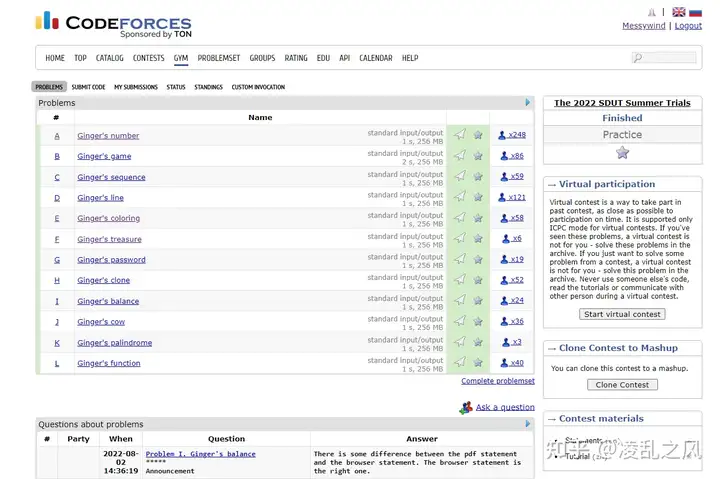 CODEFORCES
Sponsored by TON
Messywind | Logout
HOME TOP CATALOG CONTESTS GYM PROBLEMSET GROUPS RATING EDU API CALENDAR HELP
PROBLEMS SUBMIT CODE MY SUBMISSIONS STATUS STANDINGS CUSTOM INVOCATION
Problems
# Name
A Ginger's number standard input/output x248
1 s, 256 MB
B Ginger's game standard input/output x86
2 s, 256 MB
C Ginger's sequence standard input/output x59
1 s, 256 MB
D Ginger's line standard input/output x121
1 s, 256 MB
E Ginger's coloring standard input/output x58
1 s, 256 MB
F Ginger's treasure standard input/output x6
1 s, 256 MB
G Ginger's password standard input/output x19
1 s, 256 MB
H Ginger's clone standard input/output x52
1 s, 256 MB
I Ginger's balance standard input/output x24
1 s, 256 MB
J Ginger's cow standard input/output x36
1 s, 256 MB
K Ginger's palindrome standard input/output x3
1 s, 256 MB
L Ginger's function standard input/output x40
1 s, 256 MB
Complete problemset
Ask a question
Questions about problems
# Party When Question Answer
2022-08-02 14:36:19
Problem I. Ginger's balance
*****
Announcement
There is some difference between the pdf statement
and the browser statement. The browser statement is
the right one.
The 2022 SDUT Summer Trials
Finished
Practice
→ Virtual participation
Virtual contest is a way to take part in
past contest, as close as possible to
participation on time. It is supported only
ICPC mode for virtual contests. If you've
seen these problems, a virtual contest is
not for you - solve these problems in the
archive. If you just want to solve some
problem from a contest, a virtual contest
is not for you - solve this problem in the
archive. Never use someone else's code,
read the tutorials or communicate with
other person during a virtual contest.
Start virtual contest
→ Clone Contest to Mashup
You can clone this contest to a mashup.
Clone Contest
→ Contest materials
Statements
Tutorial
知乎 @凌乱之风